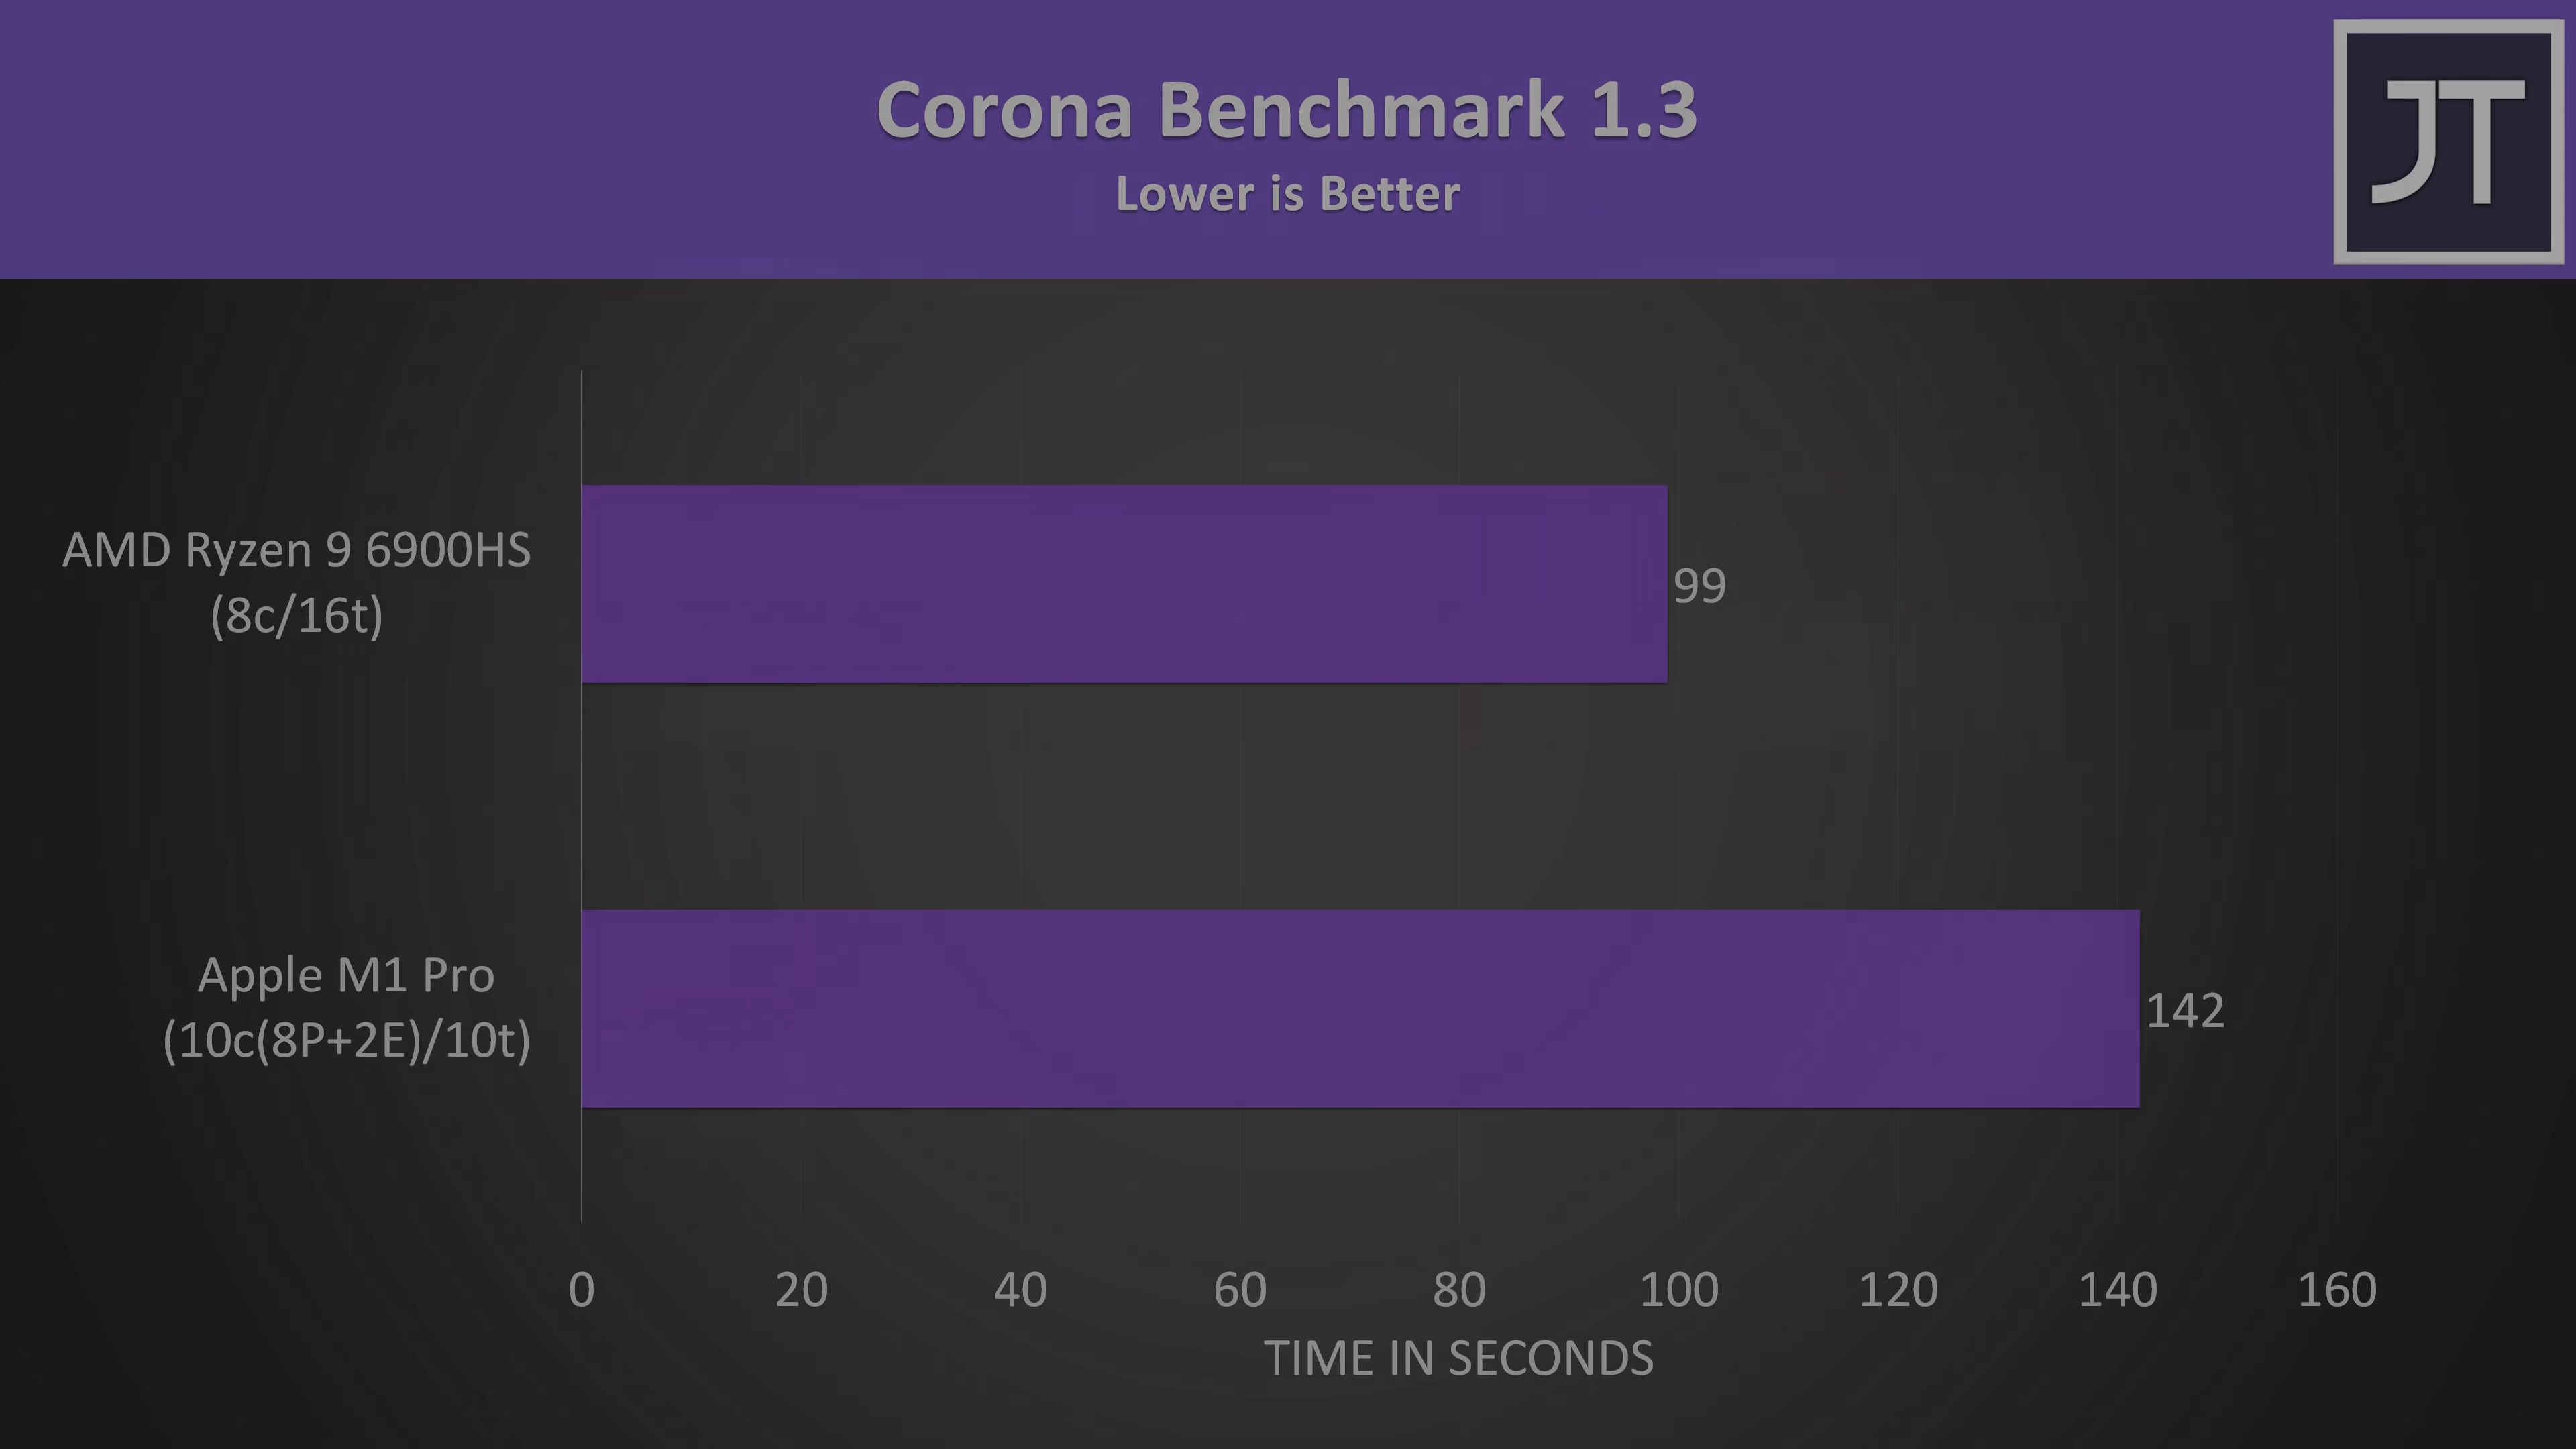 Corona Benchmark 1.3
Lower is Better
JT
AMD Ryzen 9 6900HS
(8c/16t)
99
Apple M1 Pro
(10c(8P+2E)/10t)
142
0 20 40 60 80 100 120 140 160
TIME IN SECONDS